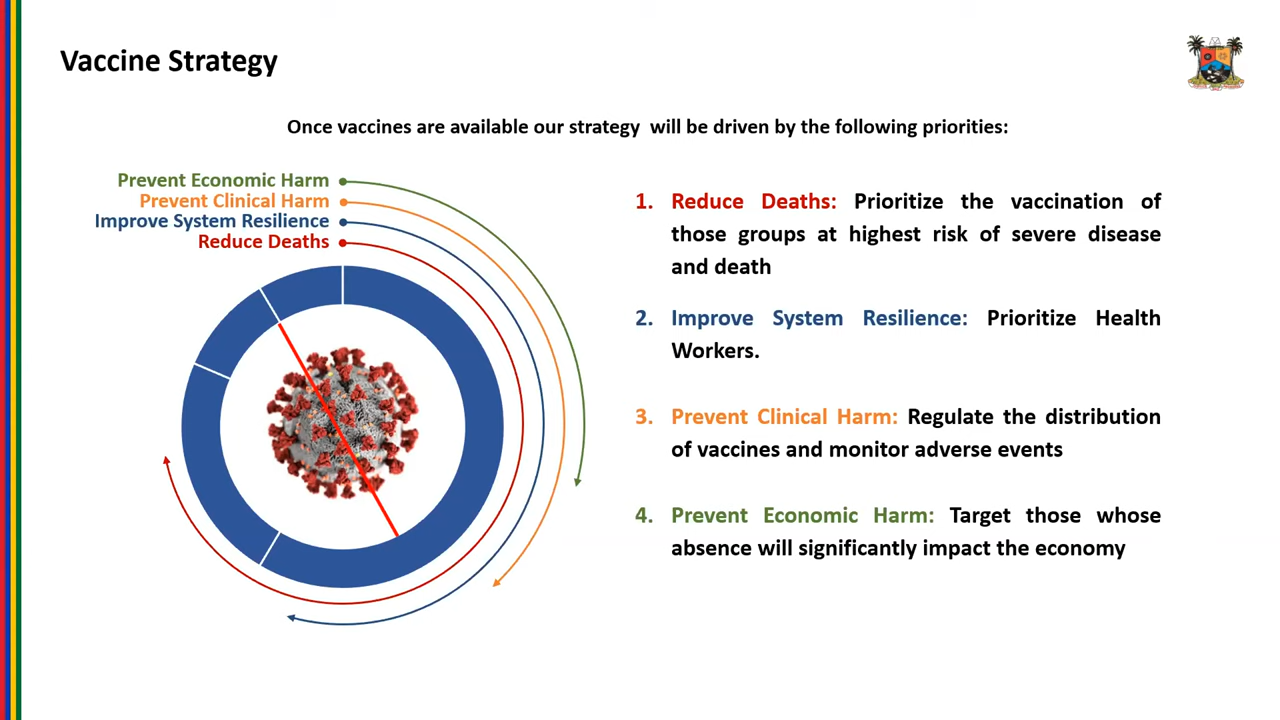 Vaccine Strategy
Once vaccines are available our strategy will be driven by the following priorities:
Prevent Economic Harm
Prevent Clinical Harm
Improve System Resilience
Reduce Deaths
1. Reduce Deaths: Prioritize the vaccination of
those groups at highest risk of severe disease
and death
2. Improve System Resilience: Prioritize Health
Workers.
3. Prevent Clinical Harm: Regulate the distribution
of vaccines and monitor adverse events
4. Prevent Economic Harm: Target those whose
absence will significantly impact the economy